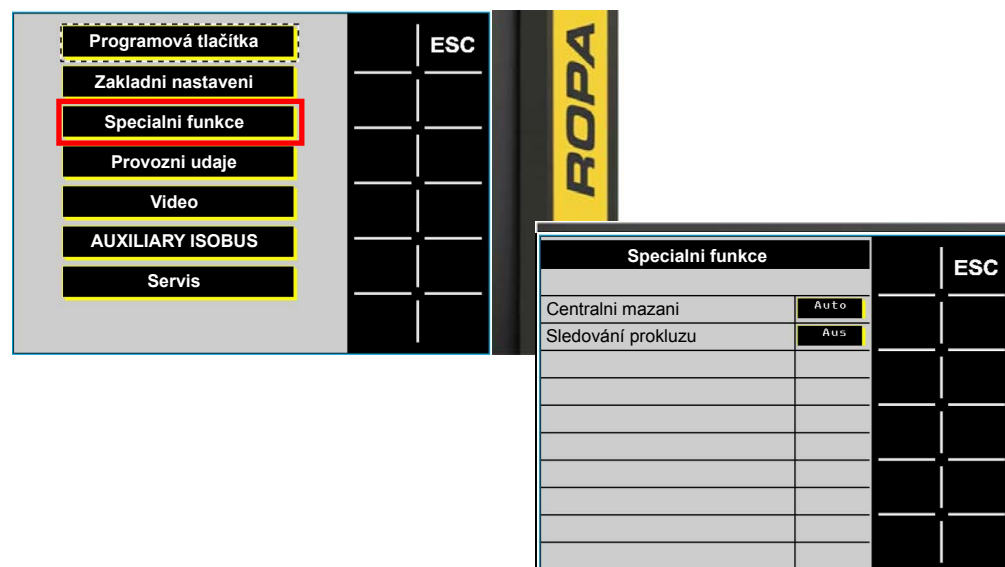 Programová tlačítka
ESC
Zakladni nastaveni
Specialni funkce
Provozni udaje
Video
AUXILIARY ISOBUS
Servis
ROPA
Specialni funkce
ESC
Centralni mazani
Auto
Sledování prokluzu
Aus